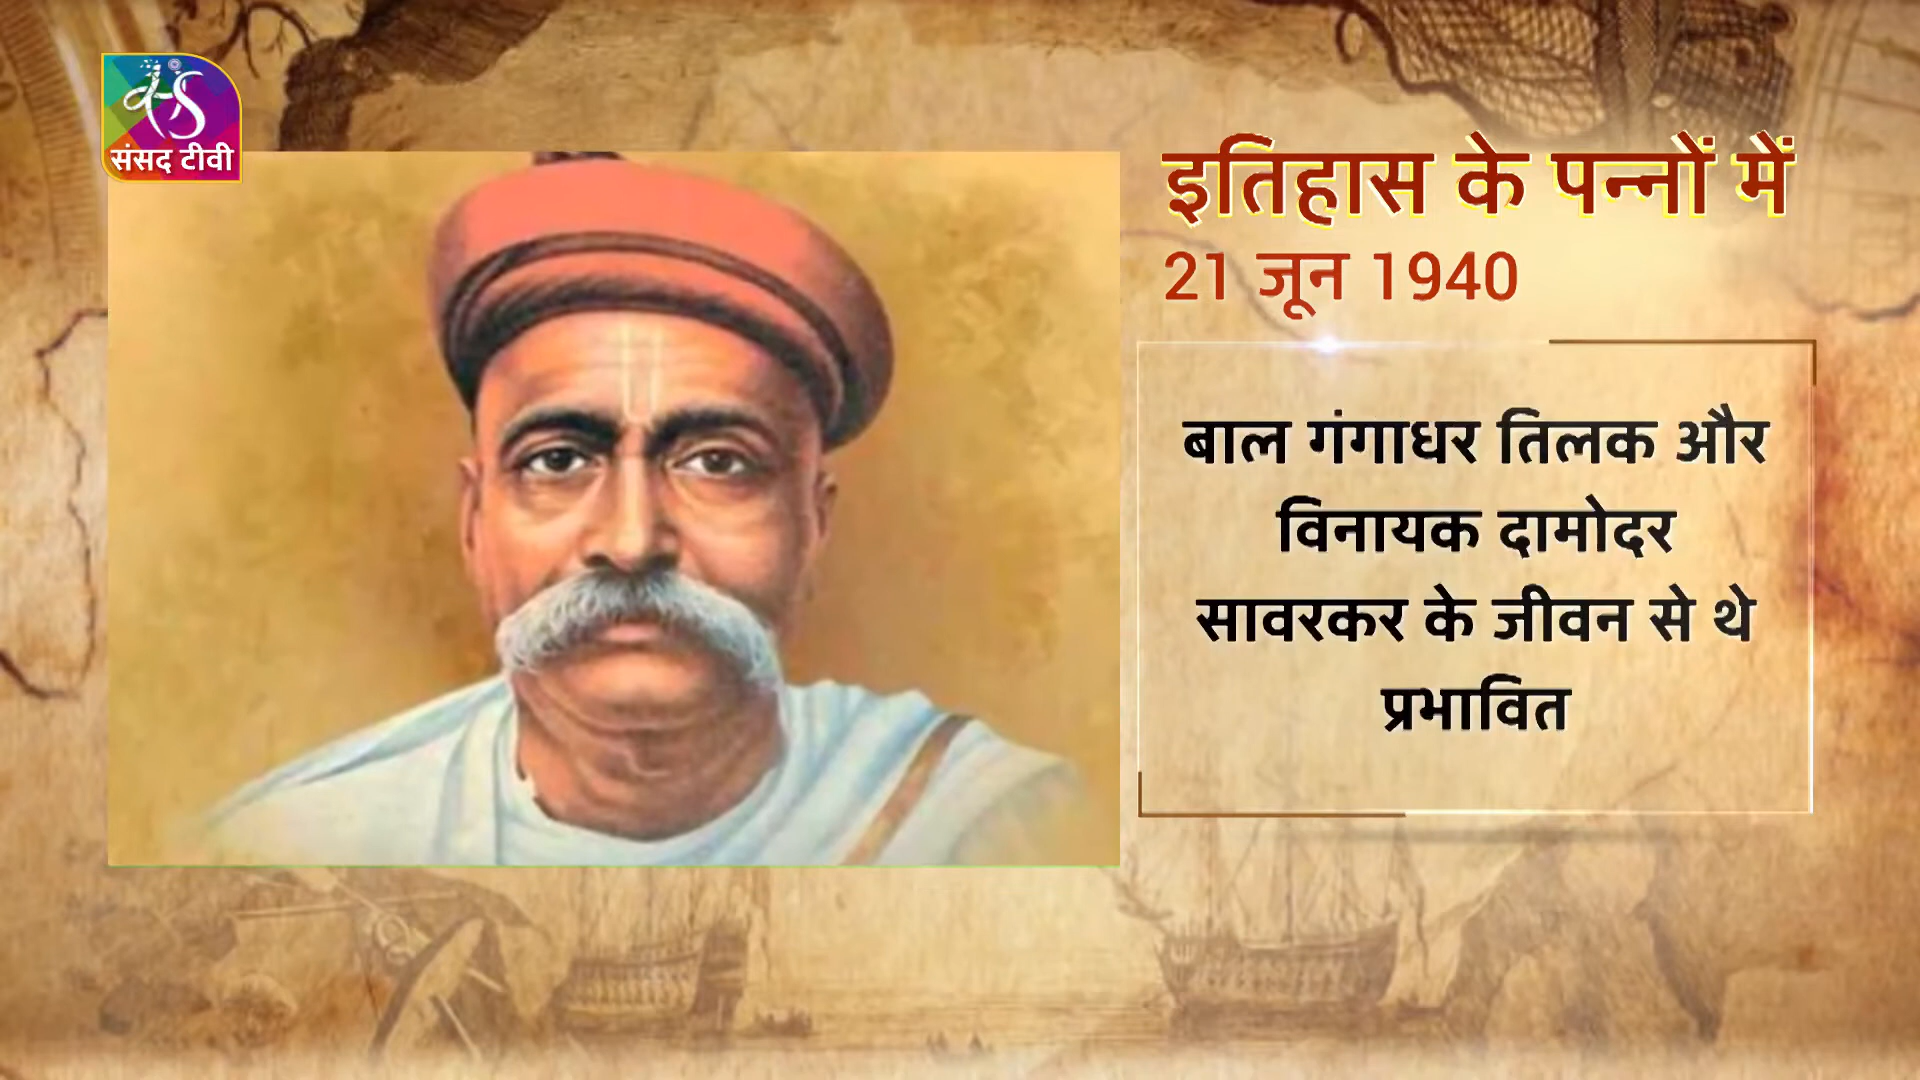 संसद टीवी
इतिहास के पन्नों में
21 जून 1940
बाल गंगाधर तिलक और
विनायक दामोदर
सावरकर के जीवन से थे
प्रभावित